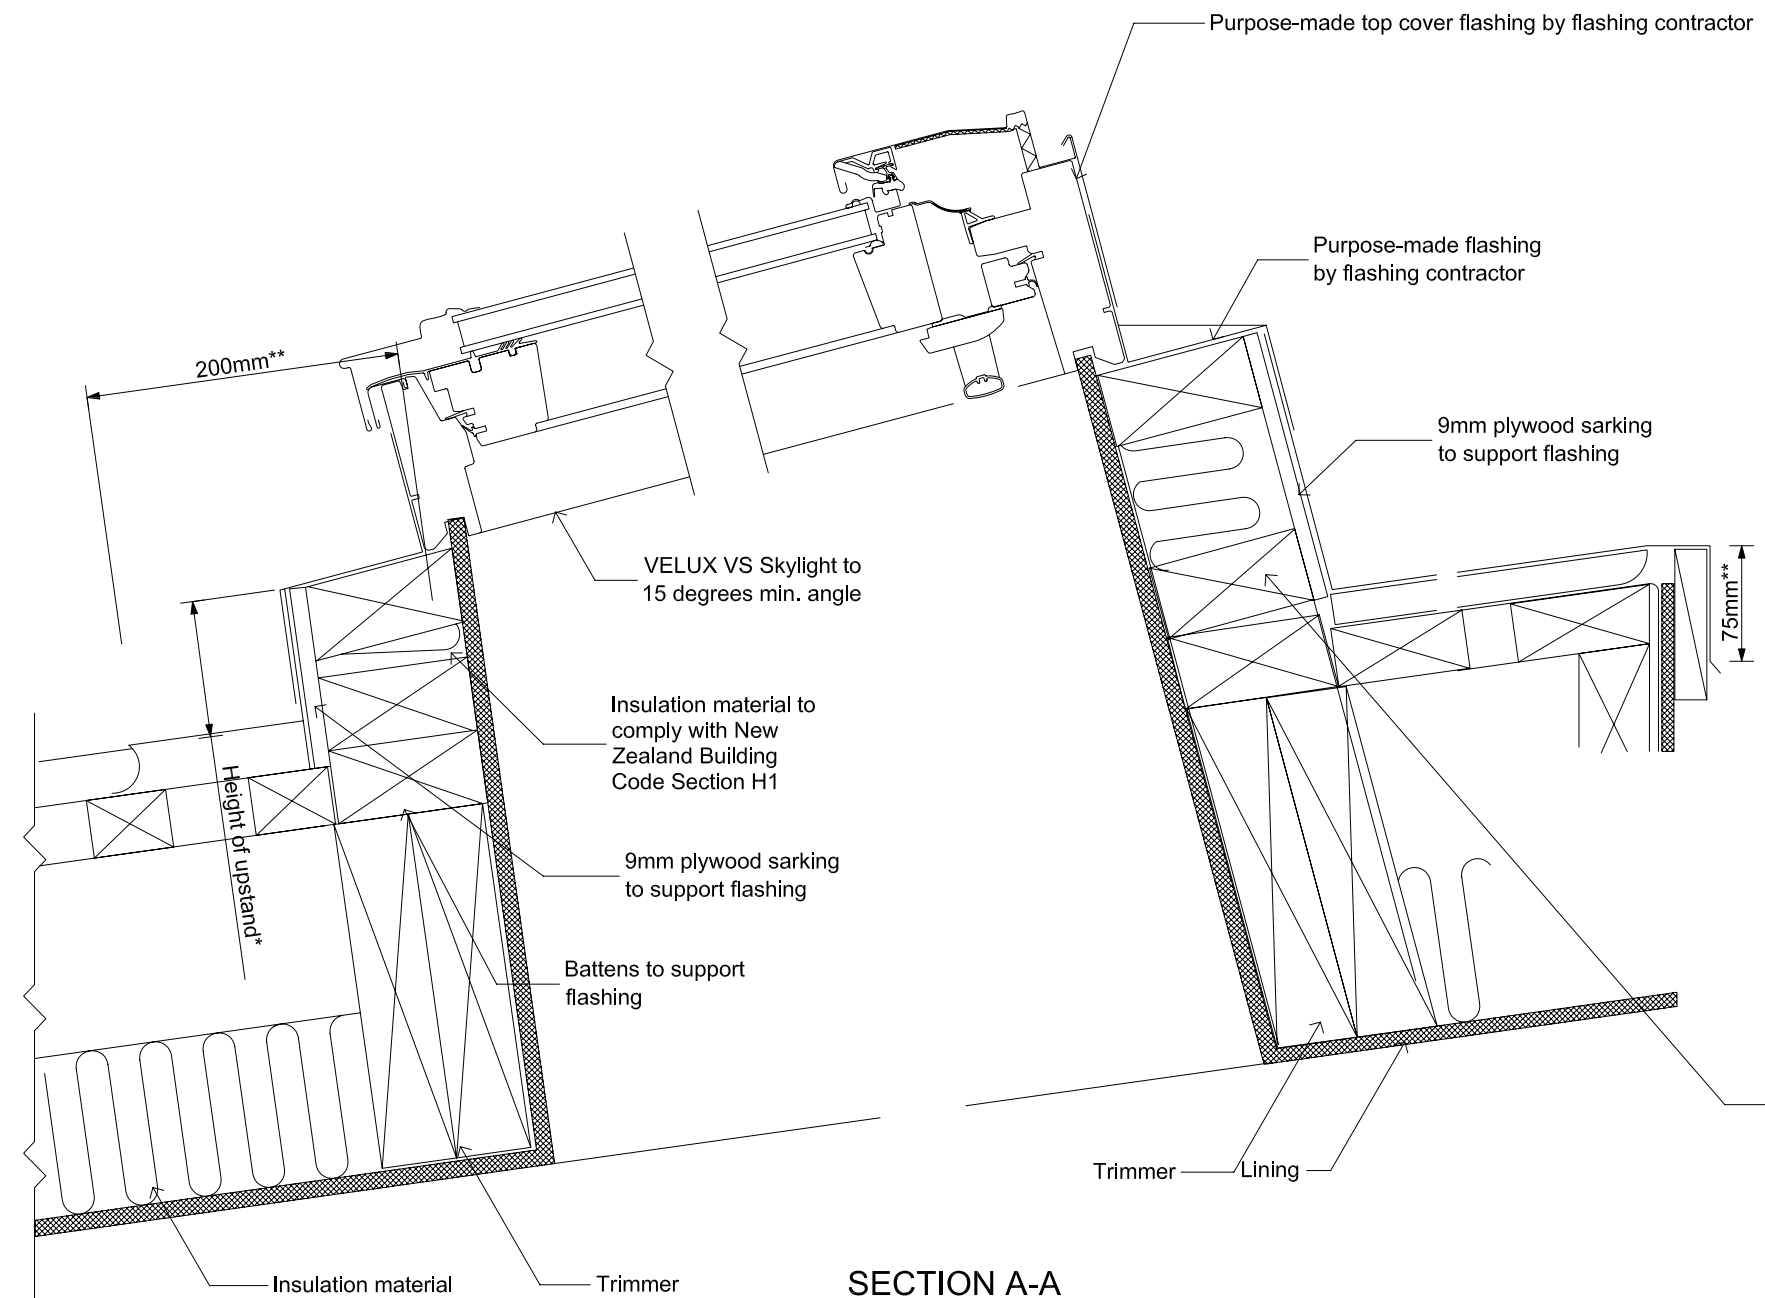 Purpose-made top cover flashing by flashing contractor
Purpose-made flashing
by flashing contractor
200mm**
9mm plywood sarking
to support flashing
VELUX VS Skylight to
15 degrees min. angle
75mm**
Insulation material to
comply with New
Zealand Building
Code Section H1
Height of upstand*
9mm plywood sarking
to support flashing
Battens to support
flashing
Trimmer
Lining
Insulation material
Trimmer
SECTION A-A